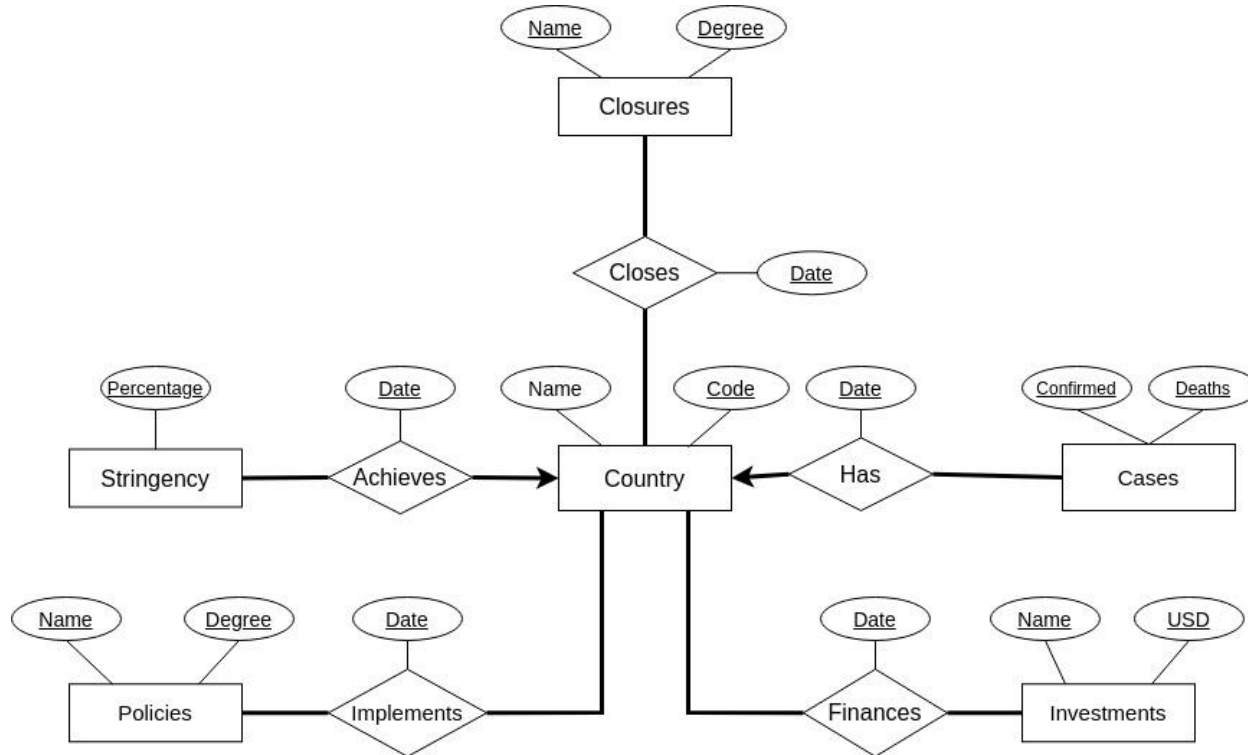 Name
Degree
Closures
Closes
Date
Percentage
Date
Name
Code
Date
Confirmed
Deaths
Stringency
Achieves
Country
Has
Cases
Name
Degree
Date
Date
Name
USD
Policies
Implements
Finances
Investments